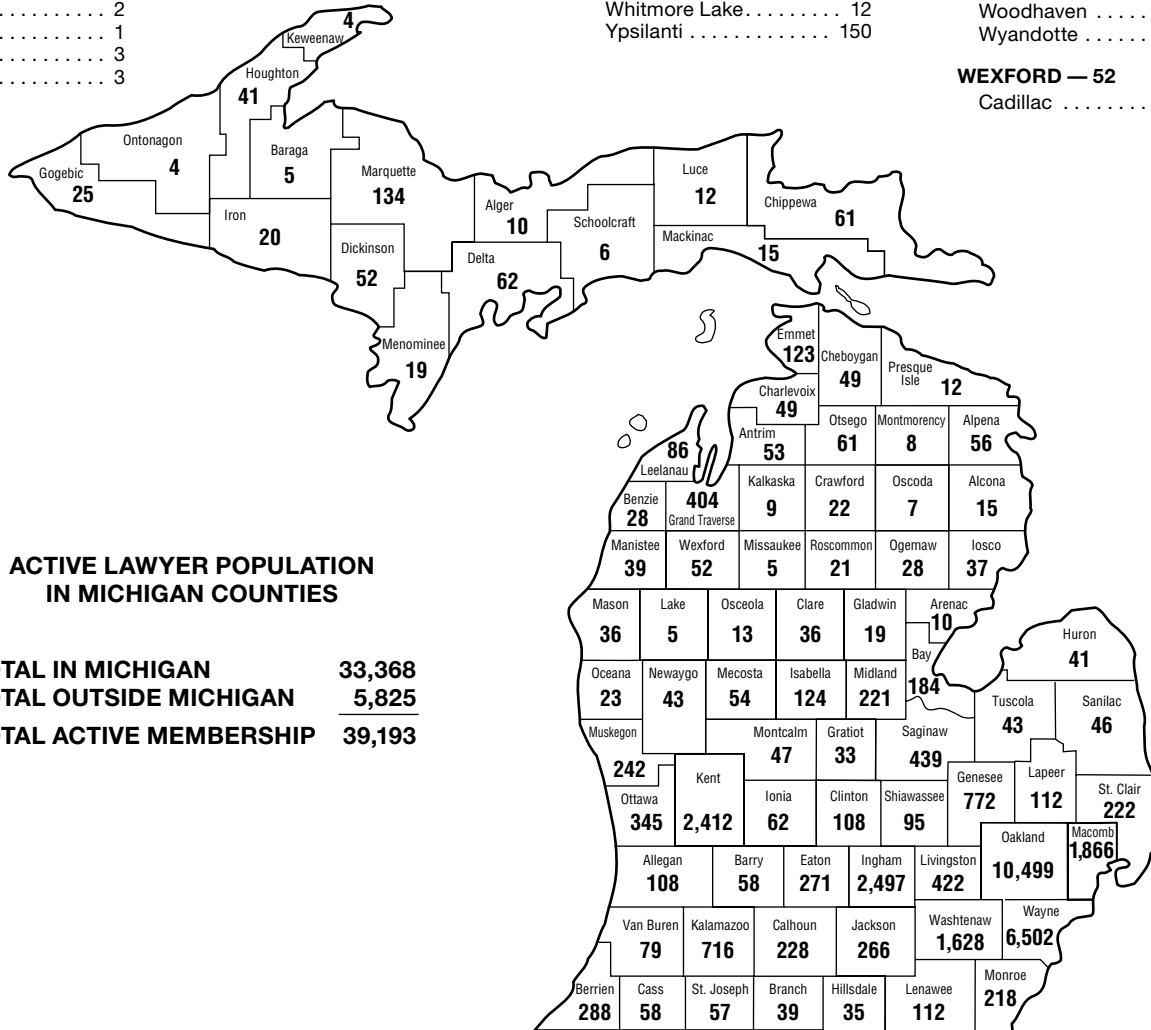 . . . . . . . . . . 2
. . . . . . . . . . 1
. . . . . . . . . . 3
. . . . . . . . . . 3
Whitmore Lake. . . . . . . . . 12
Ypsilanti . . . . . . . . . . . . . 150
Woodhaven . . . . .
Wyandotte . . . . . .
WEXFORD — 52
Cadillac . . . . . . . .
4
Keweenaw
Houghton
41
Ontonagon
4
Gogebic
25
Baraga
5
Marquette
134
Iron
20
Dickinson
52
Menominee
19
Alger
10
Delta
62
Schoolcraft
6
Luce
12
Mackinac
15
Chippewa
61
Emmet
123
Cheboygan
49
Presque
Isle
12
Charlevoix
49
Antrim
53
Otsego
61
Montmorency
8
Alpena
56
86
Leelanau
Benzie
28
404
Grand Traverse
Kalkaska
9
Crawford
22
Oscoda
7
Alcona
15
Manistee
39
Wexford
52
Missaukee
5
Roscommon
21
Ogemaw
28
Iosco
37
ACTIVE LAWYER POPULATION
IN MICHIGAN COUNTIES
OTAL IN MICHIGAN 33,368
OTAL OUTSIDE MICHIGAN 5,825
OTAL ACTIVE MEMBERSHIP 39,193
Mason
36
Lake
5
Osceola
13
Clare
36
Gladwin
19
Arenac
10
Huron
41
Oceana
23
Newaygo
43
Mecosta
54
Isabella
124
Midland
221
Bay
184
Tuscola
43
Sanilac
46
Muskegon
242
Montcalm
47
Gratiot
33
Saginaw
439
Genesee
772
Lapeer
112
St. Clair
222
Ottawa
345
Kent
2,412
Ionia
62
Clinton
108
Shiawassee
95
Oakland
10,499
Macomb
1,866
Allegan
108
Barry
58
Eaton
271
Ingham
2,497
Livingston
422
Van Buren
79
Kalamazoo
716
Calhoun
228
Jackson
266
Washtenaw
1,628
Wayne
6,502
Berrien
288
Cass
58
St. Joseph
57
Branch
39
Hillsdale
35
Lenawee
112
Monroe
218